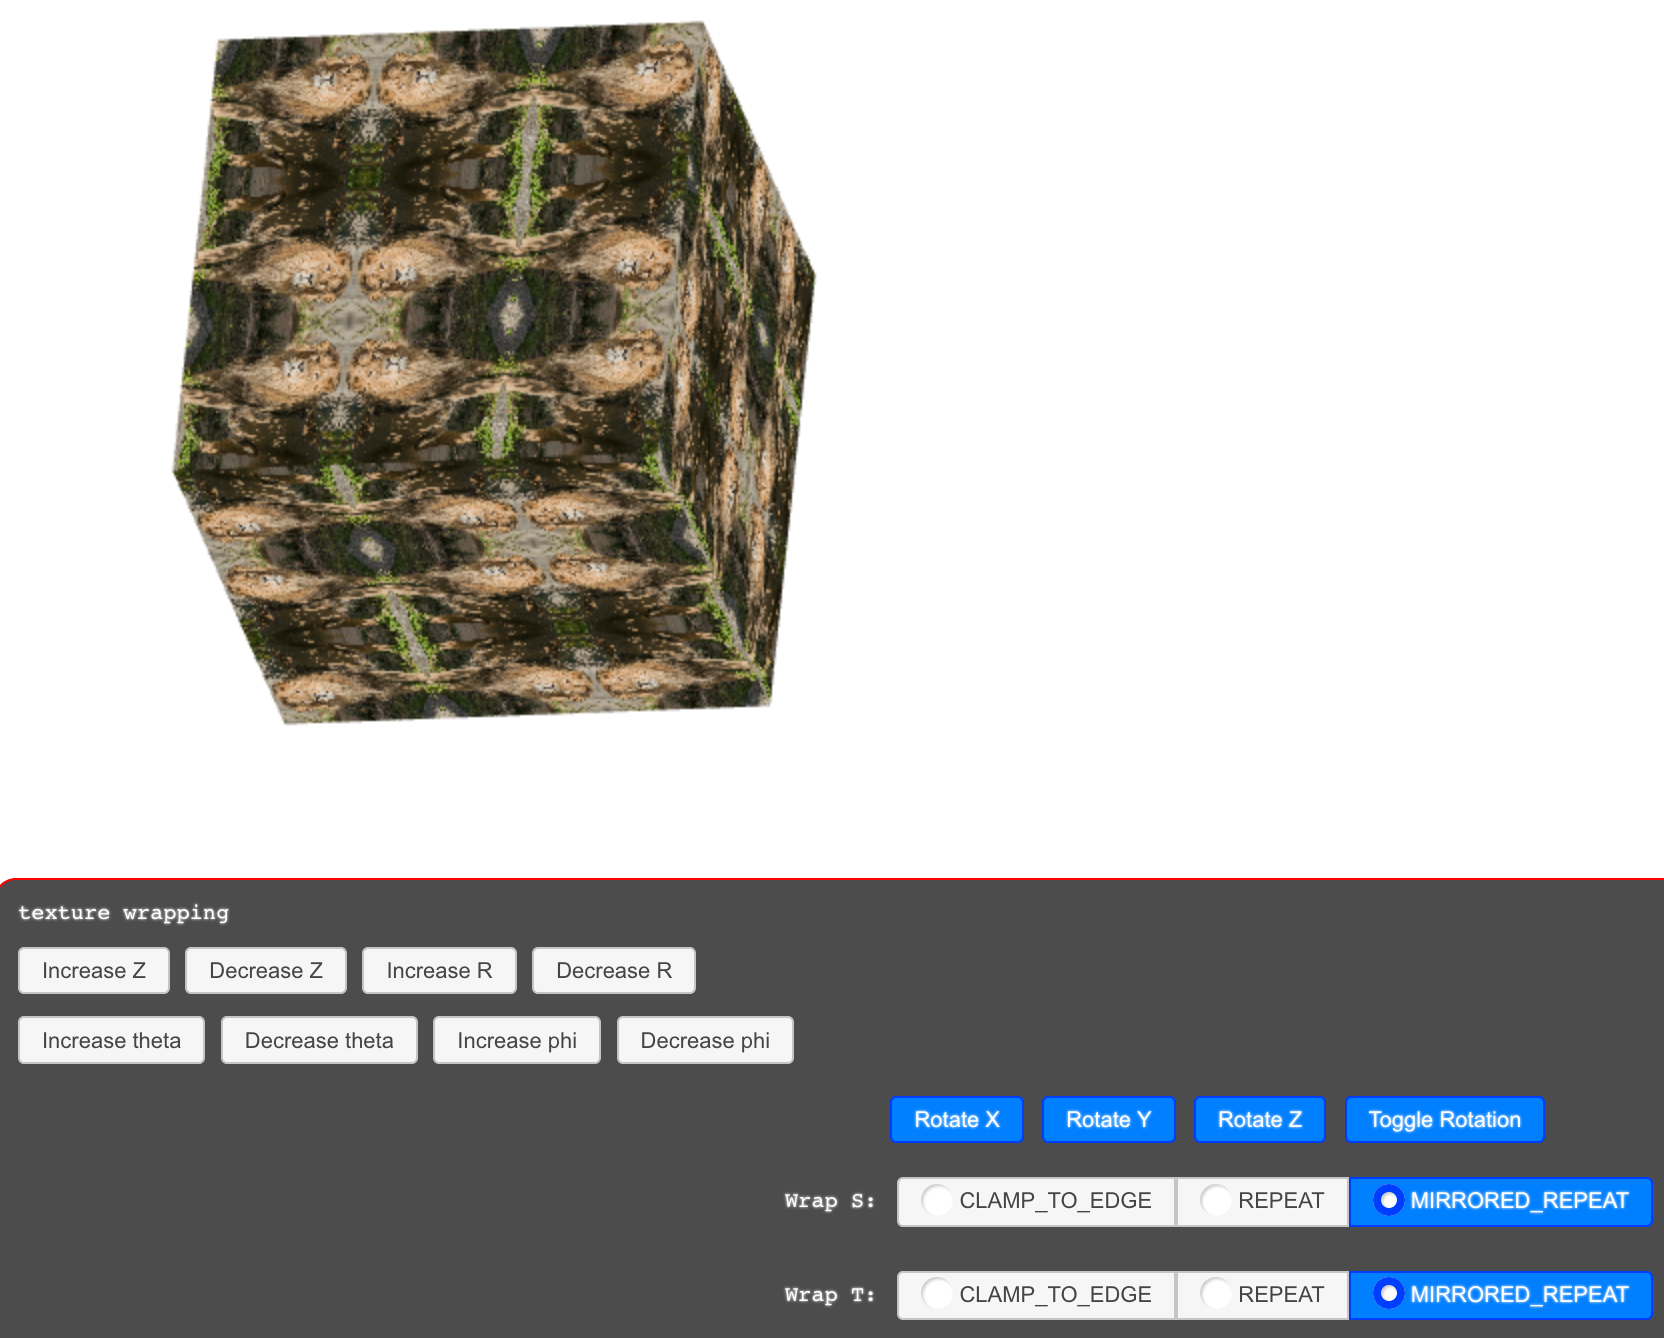 texture wrapping
Increase Z Decrease Z Increase R Decrease R
Increase theta Decrease theta Increase phi Decrease phi
Rotate X Rotate Y Rotate Z Toggle Rotation
Wrap S: CLAMP_TO_EDGE REPEAT MIRRORED_REPEAT
Wrap T: CLAMP_TO_EDGE REPEAT MIRRORED_REPEAT